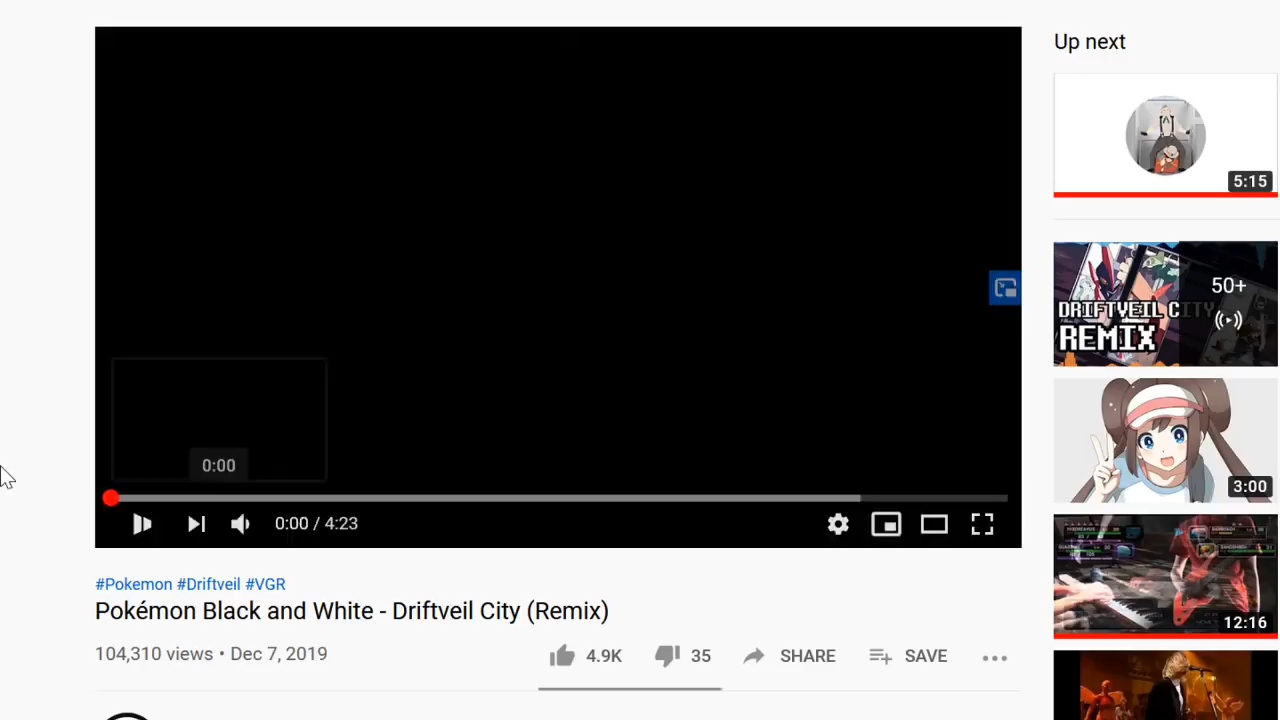 Up next
5:15
50+
DRIFTVEIL CITY
REMIX
0:00
3:00
0:00 / 4:23
12:16
#Pokemon #Driftveil #VGR
Pokémon Black and White - Driftveil City (Remix)
104,310 views • Dec 7, 2019
4.9K
35
SHARE
SAVE